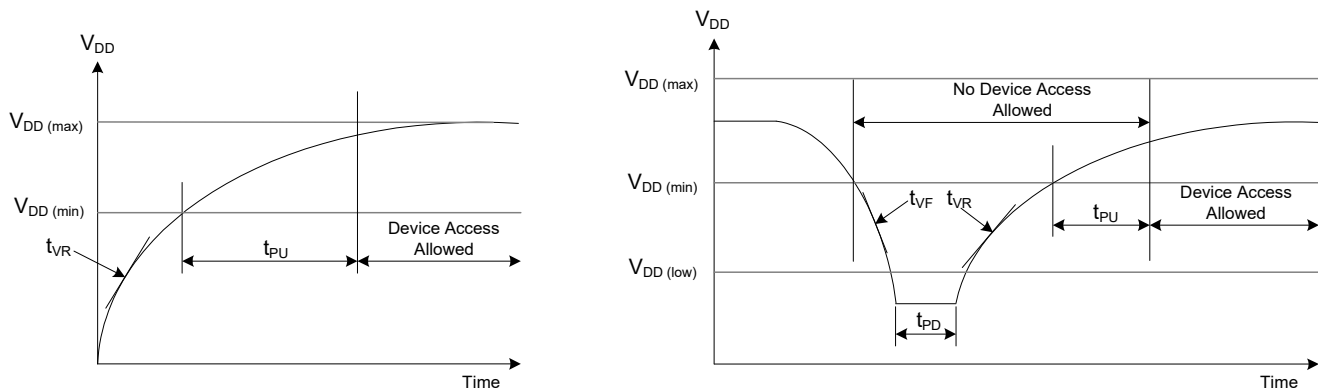 VDD
VDD (max)
VDD (min)
tVR
tPU
Device Access
Allowed
Time
VDD
VDD (max)
No Device Access
Allowed
VDD (min)
tVF
tVR
tPU
Device Access
Allowed
VDD (low)
tPD
Time